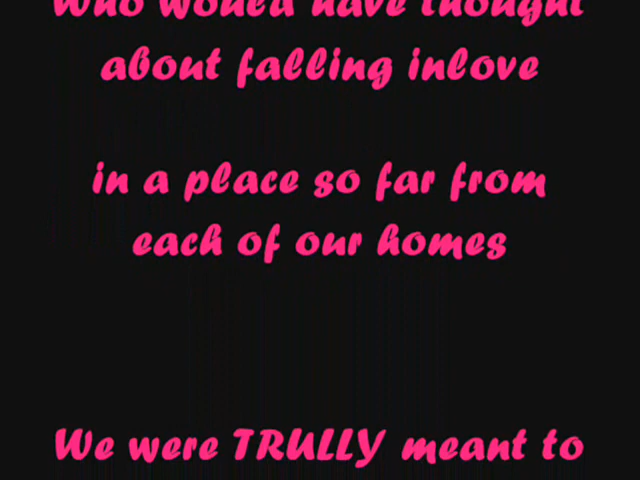 Who would have thought
about falling inlove
in a place so far from
each of our homes
We were TRULLY meant to